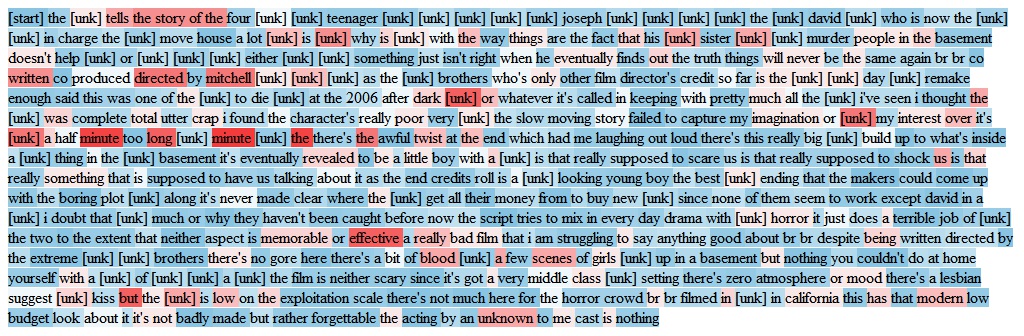 [start] the [unk] tells the story of the four [unk] [unk] teenager [unk] [unk] [unk] [unk] [unk] joseph [unk] [unk] [unk] [unk] the [unk] david [unk] who is now the [unk]
[unk] in charge the [unk] move house a lot [unk] is [unk] why is [unk] with the way things are the fact that his [unk] sister [unk] [unk] murder people in the basement
doesn't help [unk] or [unk] [unk] [unk] either [unk] [unk] something just isn't right when he eventually finds out the truth things will never be the same again br br co
written co produced directed by mitchell [unk] [unk] [unk] as the [unk] brothers who's only other film director's credit so far is the [unk] [unk] day [unk] remake
enough said this was one of the [unk] to die [unk] at the 2006 after dark [unk] or whatever it's called in keeping with pretty much all the [unk] i've seen i thought the
[unk] was complete total utter crap i found the character's really poor very [unk] the slow moving story failed to capture my imagination or [unk] my interest over it's
[unk] a half minute too long [unk] minute [unk] the there's the awful twist at the end which had me laughing out loud there's this really big [unk] build up to what's inside
a [unk] thing in the [unk] basement it's eventually revealed to be a little boy with a [unk] is that really supposed to scare us is that really supposed to shock us is that
really something that is supposed to have us talking about it as the end credits roll is a [unk] looking young boy the best [unk] ending that the makers could come up
with the boring plot [unk] along it's never made clear where the [unk] get all their money from to buy new [unk] since none of them seem to work except david in a
[unk] i doubt that [unk] much or why they haven't been caught before now the script tries to mix in every day drama with [unk] horror it just does a terrible job of [unk]
the two to the extent that neither aspect is memorable or effective a really bad film that i am struggling to say anything good about br br despite being written directed by
the extreme [unk] [unk] brothers there's no gore here there's a bit of blood [unk] a few scenes of girls [unk] up in a basement but nothing you couldn't do at home
yourself with a [unk] of [unk] [unk] a [unk] the film is neither scary since it's got a very middle class [unk] setting there's zero atmosphere or mood there's a lesbian
suggest [unk] kiss but the [unk] is low on the exploitation scale there's not much here for the horror crowd br br filmed in [unk] in california this has that modern low
budget look about it it's not badly made but rather forgettable the acting by an unknown to me cast is nothing